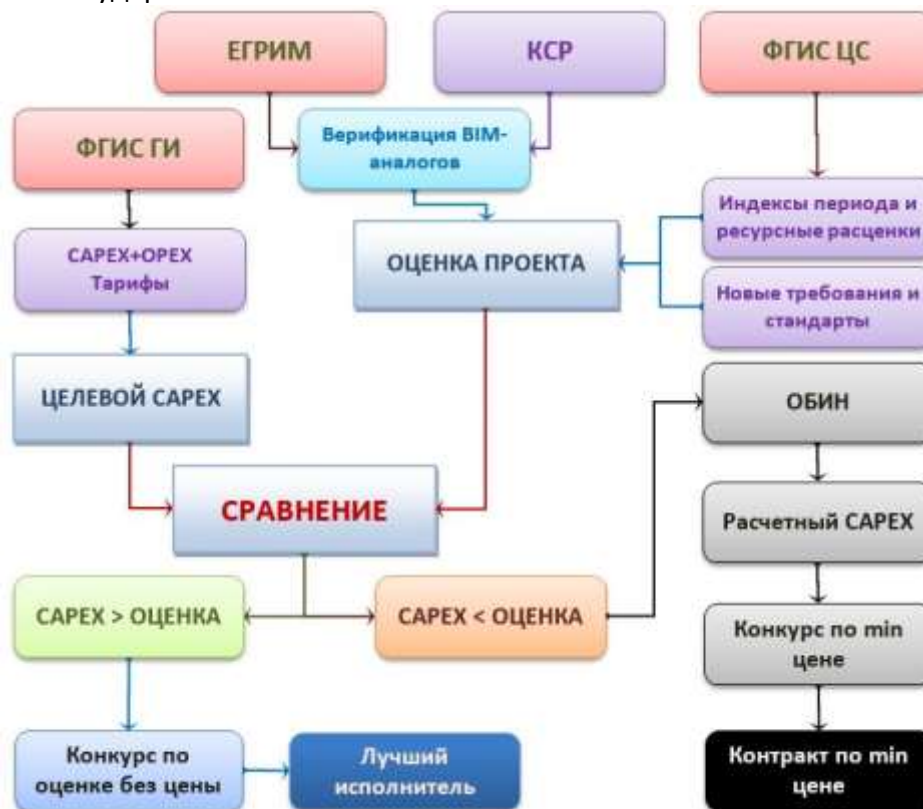 ЕГРИМ
КСР
ФГИС ЦС
ФГИС ГИ
Верификация BIM-
аналогов
CAPEX+OPEX
Тарифы
ОЦЕНКА ПРОЕКТА
Индексы периода и
ресурсные расценки
Новые требования и
стандарты
ЦЕЛЕВОЙ CAPEX
ОБИН
СРАВНЕНИЕ
Расчетный CAPEX
CAPEX > ОЦЕНКА
CAPEX < ОЦЕНКА
Конкурс по min
цене
Конкурс по
оценке без цены
Лучший
исполнитель
Контракт по min
цене